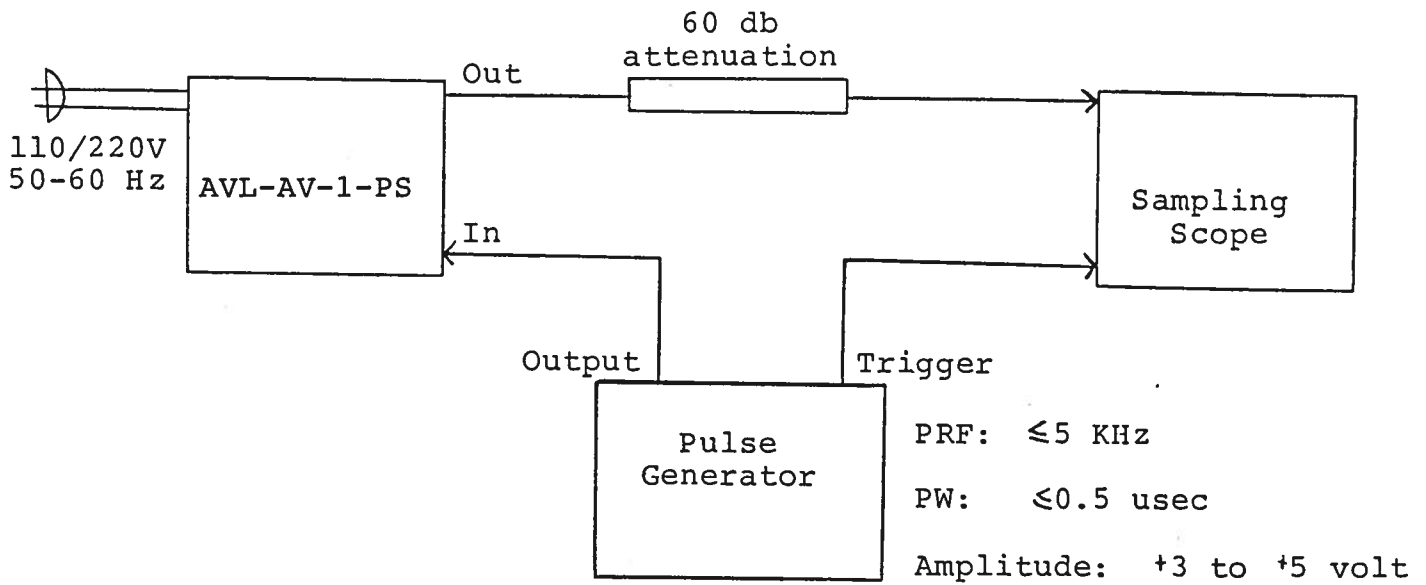 60 db
attenuation
Out
110/220V
50-60 Hz
AVL-AV-1-PS
Sampling
Scope
In
Output
Trigger
Pulse
Generator
PRF: ≤5 KHz
PW: ≤0.5 usec
Amplitude: +3 to +5 volt